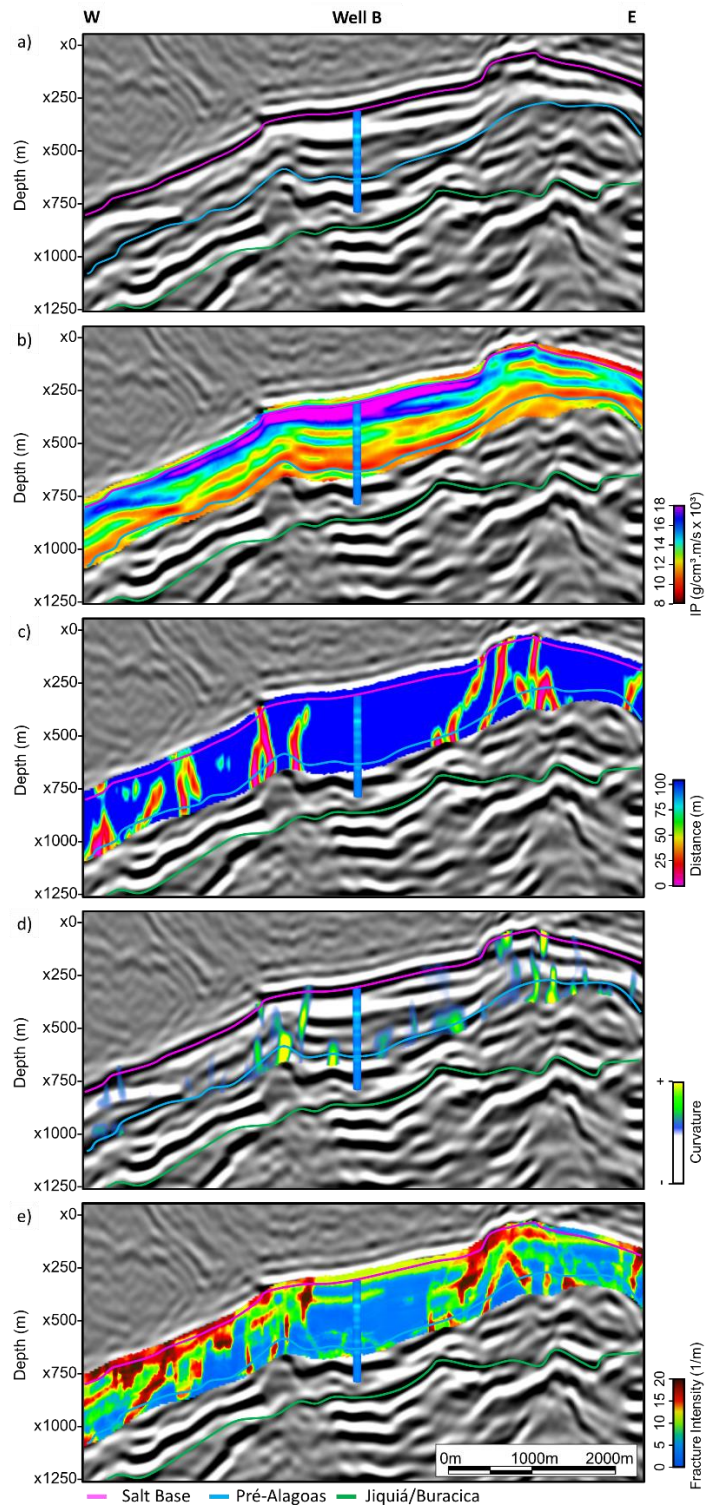 W Well B E
a)
Depth (m)
x0
x250
x500
x750
x1000
x1250
b)
Depth (m)
x0
x250
x500
x750
x1000
x1250
8 10 12 14 16 18
IP (g/cm³.m/s x 10³)
c)
Depth (m)
x0
x250
x500
x750
x1000
x1250
0 25 50 75 100
Distance (m)
d)
Depth (m)
x0
x250
x500
x750
x1000
x1250
- +
Curvature
e)
Depth (m)
x0
x250
x500
x750
x1000
x1250
0 5 10 15 20
Fracture Intensity (1/m)
0m 1000m 2000m
Salt Base Pré-Alagoas Jiquiá/Buracica